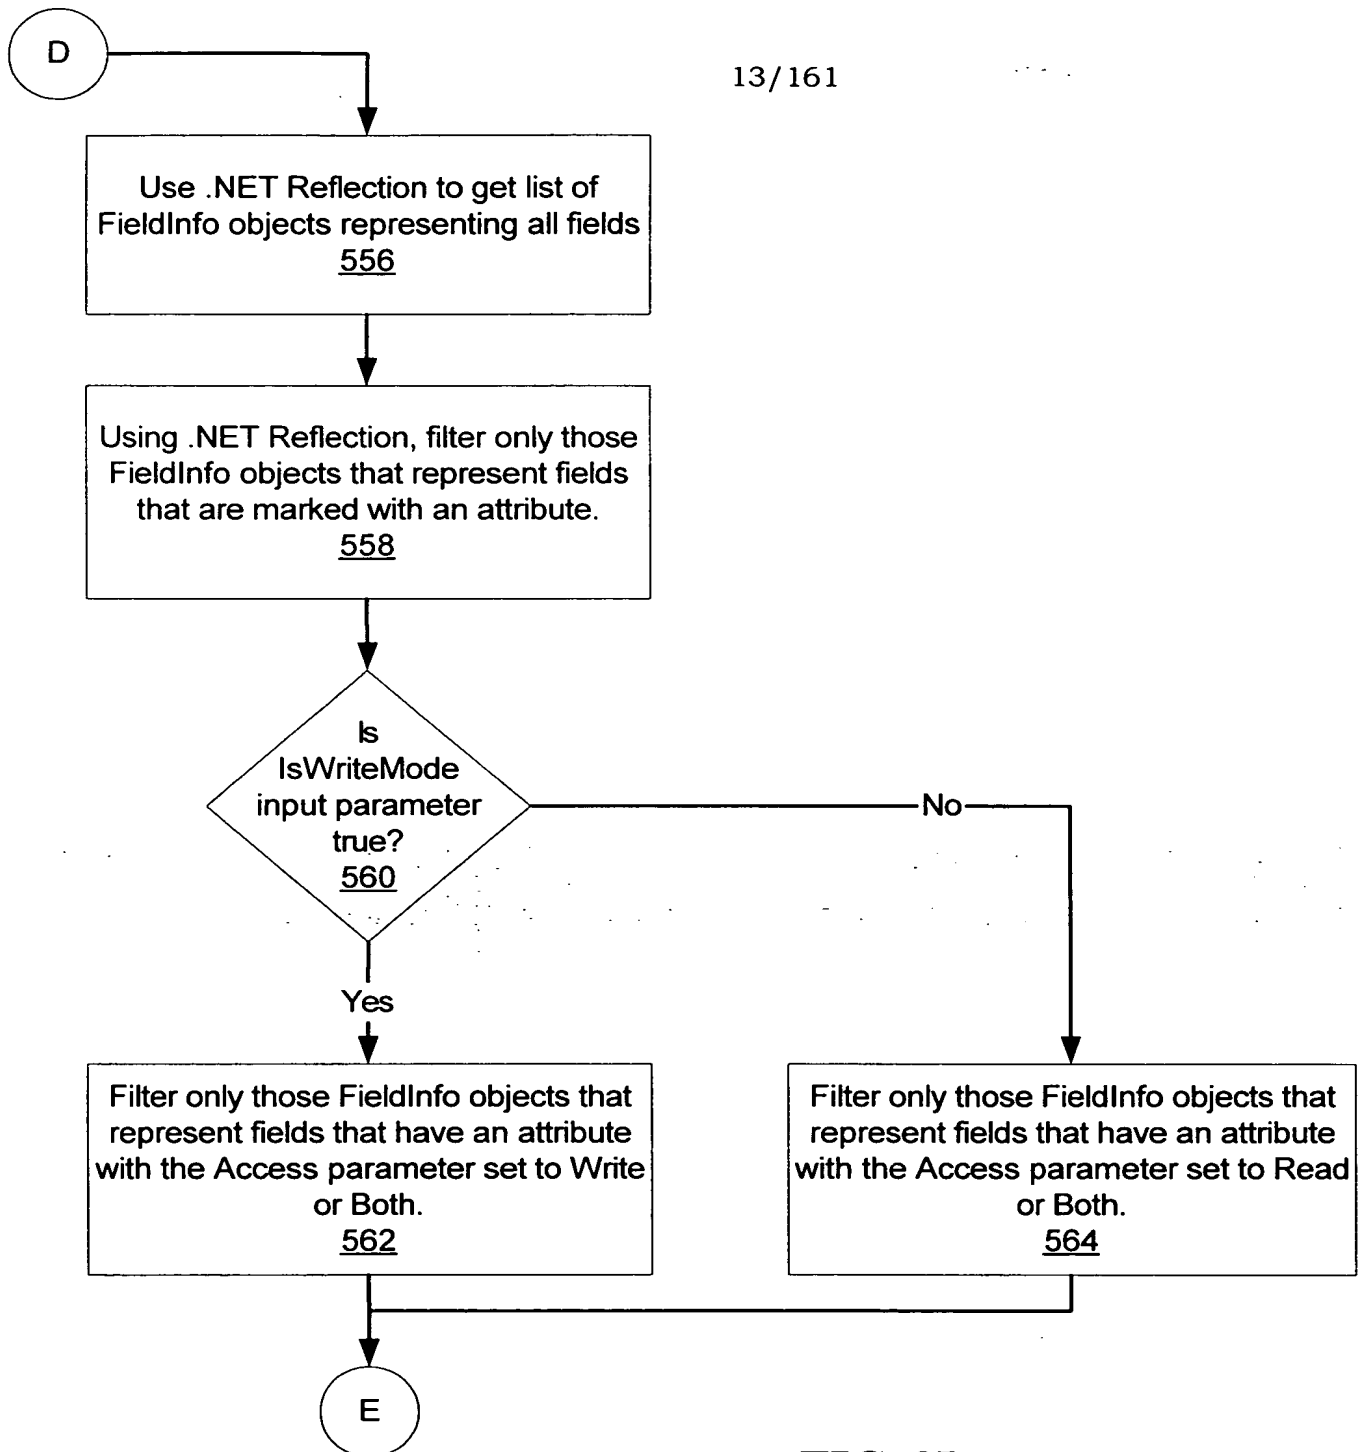 D
13/161
Use .NET Reflection to get list of
FieldInfo objects representing all fields
556
Using .NET Reflection, filter only those
FieldInfo objects that represent fields
that are marked with an attribute.
558
Is
IsWriteMode
input parameter
true?
560
No
Yes
Filter only those FieldInfo objects that
represent fields that have an attribute
with the Access parameter set to Write
or Both.
562
Filter only those FieldInfo objects that
represent fields that have an attribute
with the Access parameter set to Read
or Both.
564
E